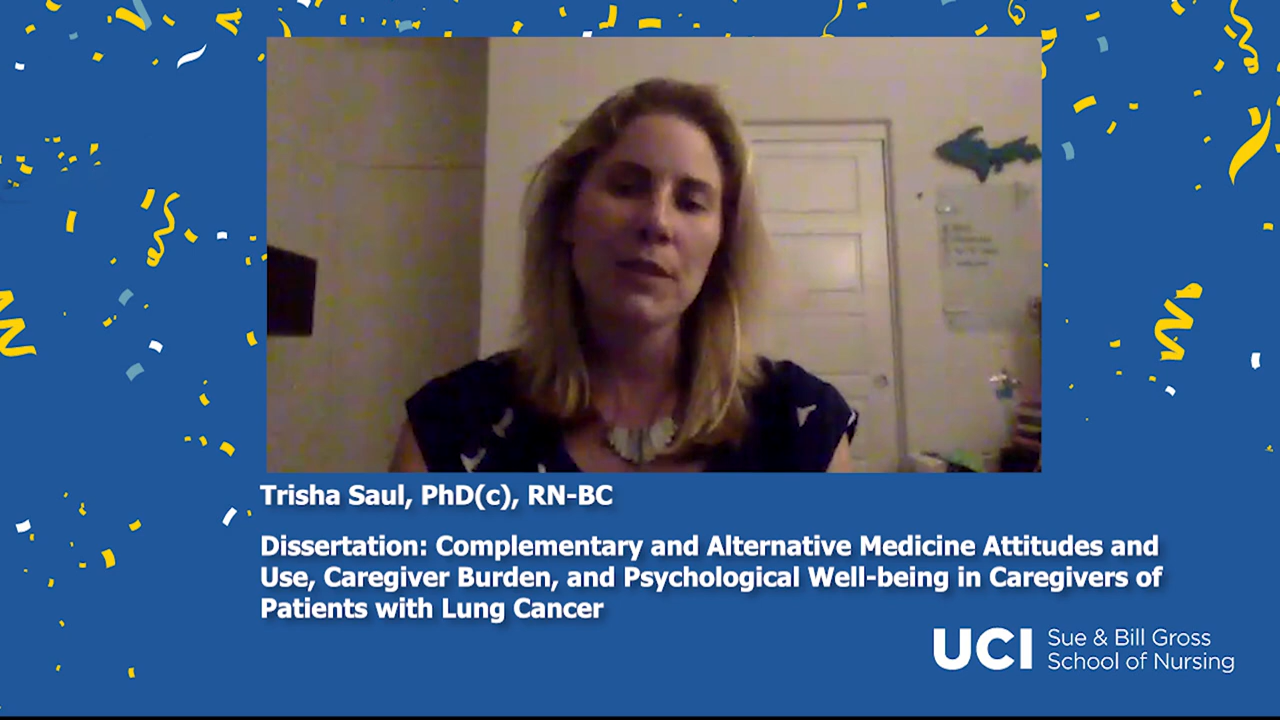 Trisha Saul, PhD(c), RN-BC
Dissertation: Complementary and Alternative Medicine Attitudes and
Use, Caregiver Burden, and Psychological Well-being in Caregivers of
Patients with Lung Cancer
UCI
Sue & Bill Gross
School of Nursing